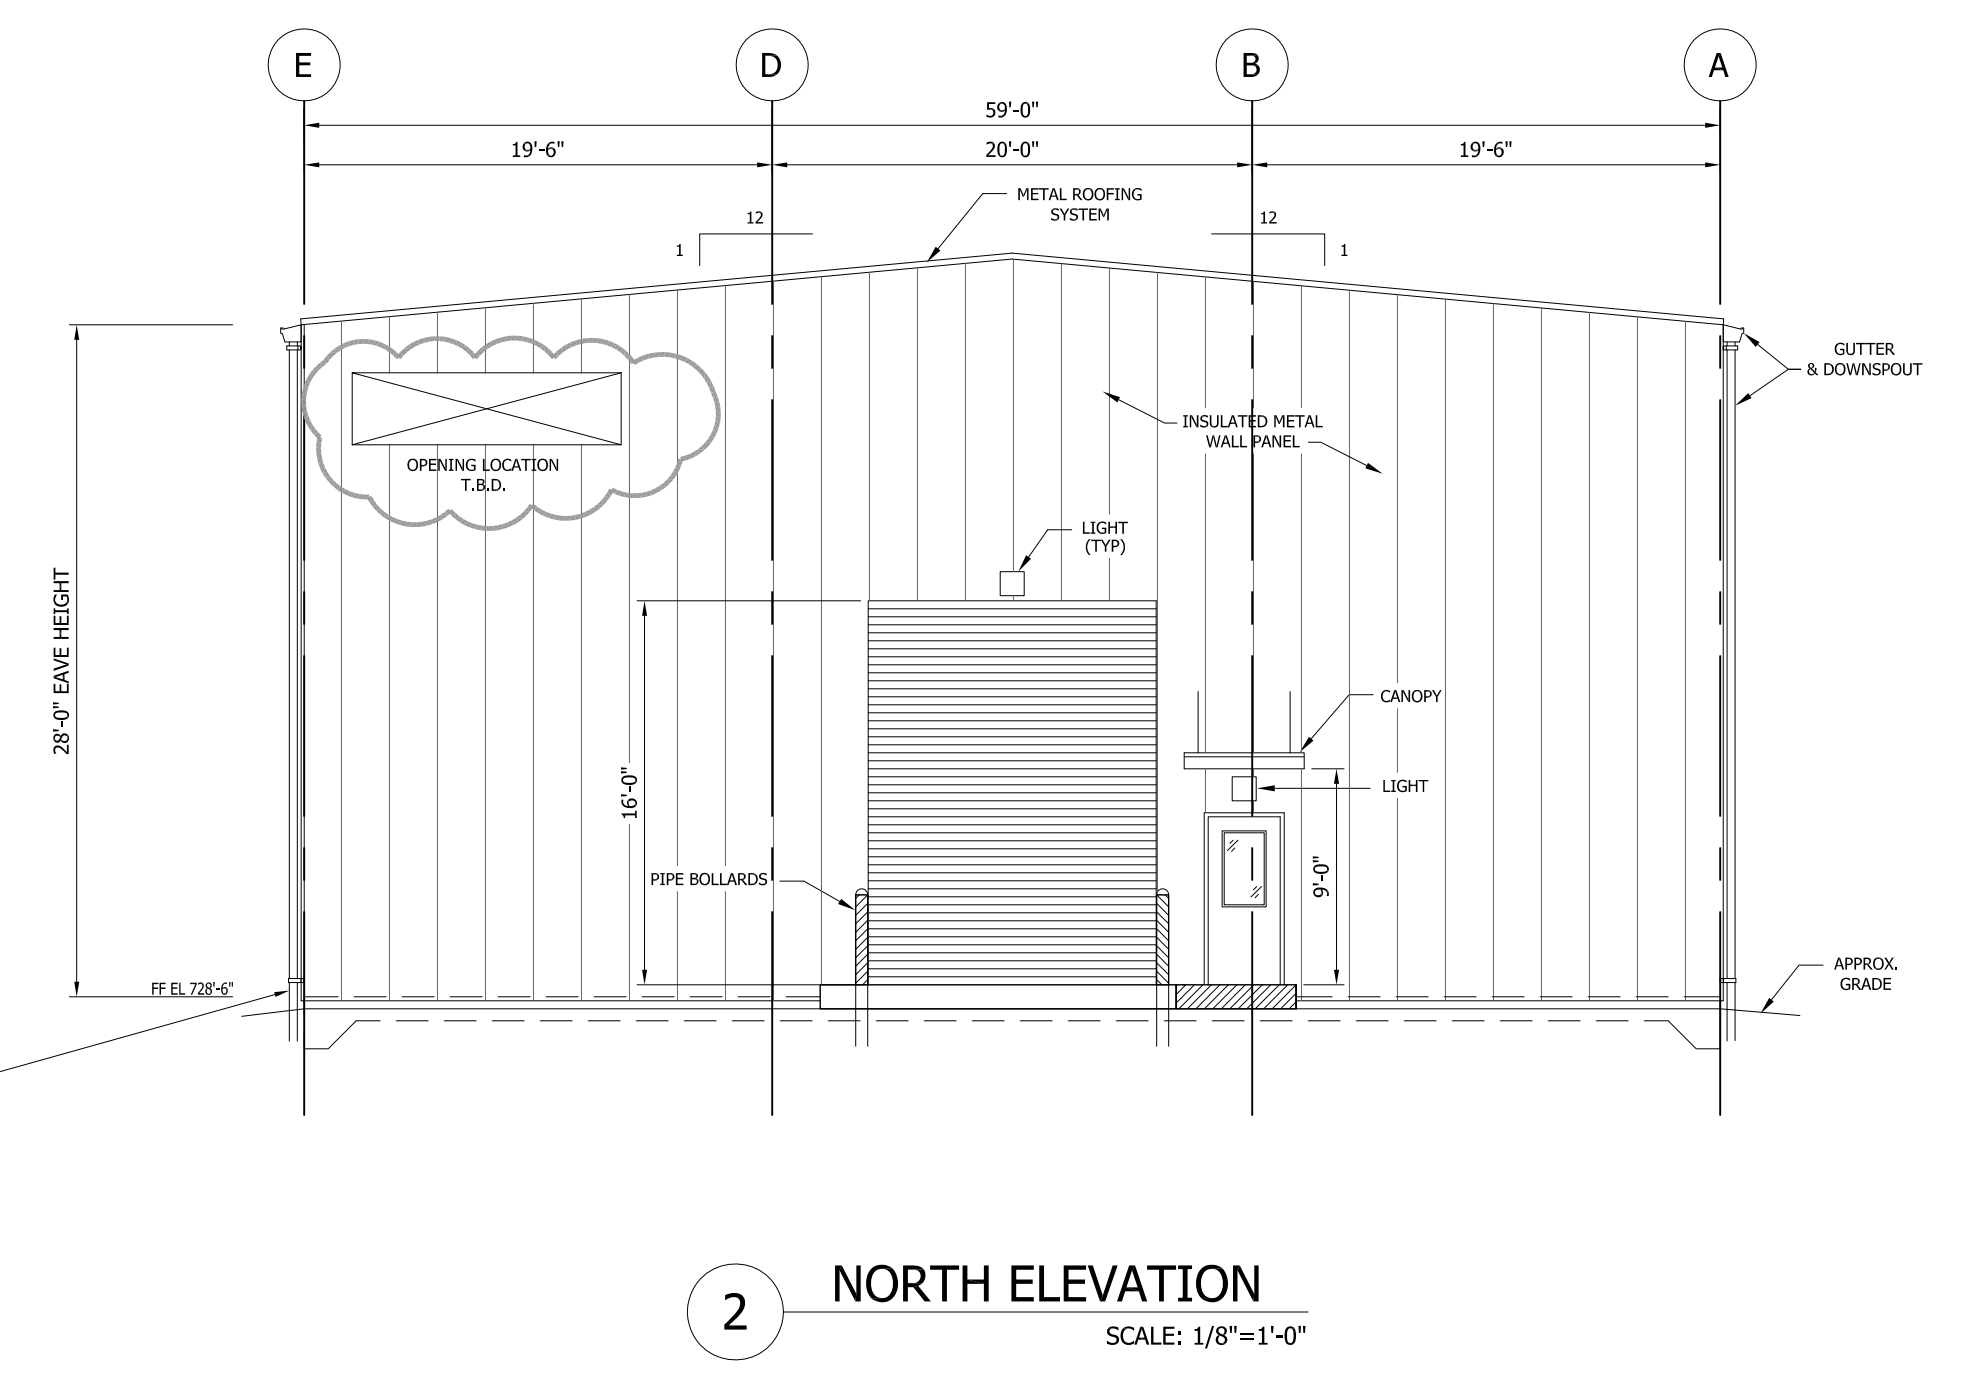 E
D
B
A
59'-0"
19'-6"
20'-0"
19'-6"
METAL ROOFING
SYSTEM
12
1
12
1
GUTTER
& DOWNSPOUT
INSULATED METAL
WALL PANEL
OPENING LOCATION
T.B.D.
LIGHT
(TYP)
28'-0" EAVE HEIGHT
CANOPY
16'-0"
LIGHT
9'-0"
PIPE BOLLARDS
FF EL 728'-6"
APPROX.
GRADE
2
NORTH ELEVATION
SCALE: 1/8"=1'-0"